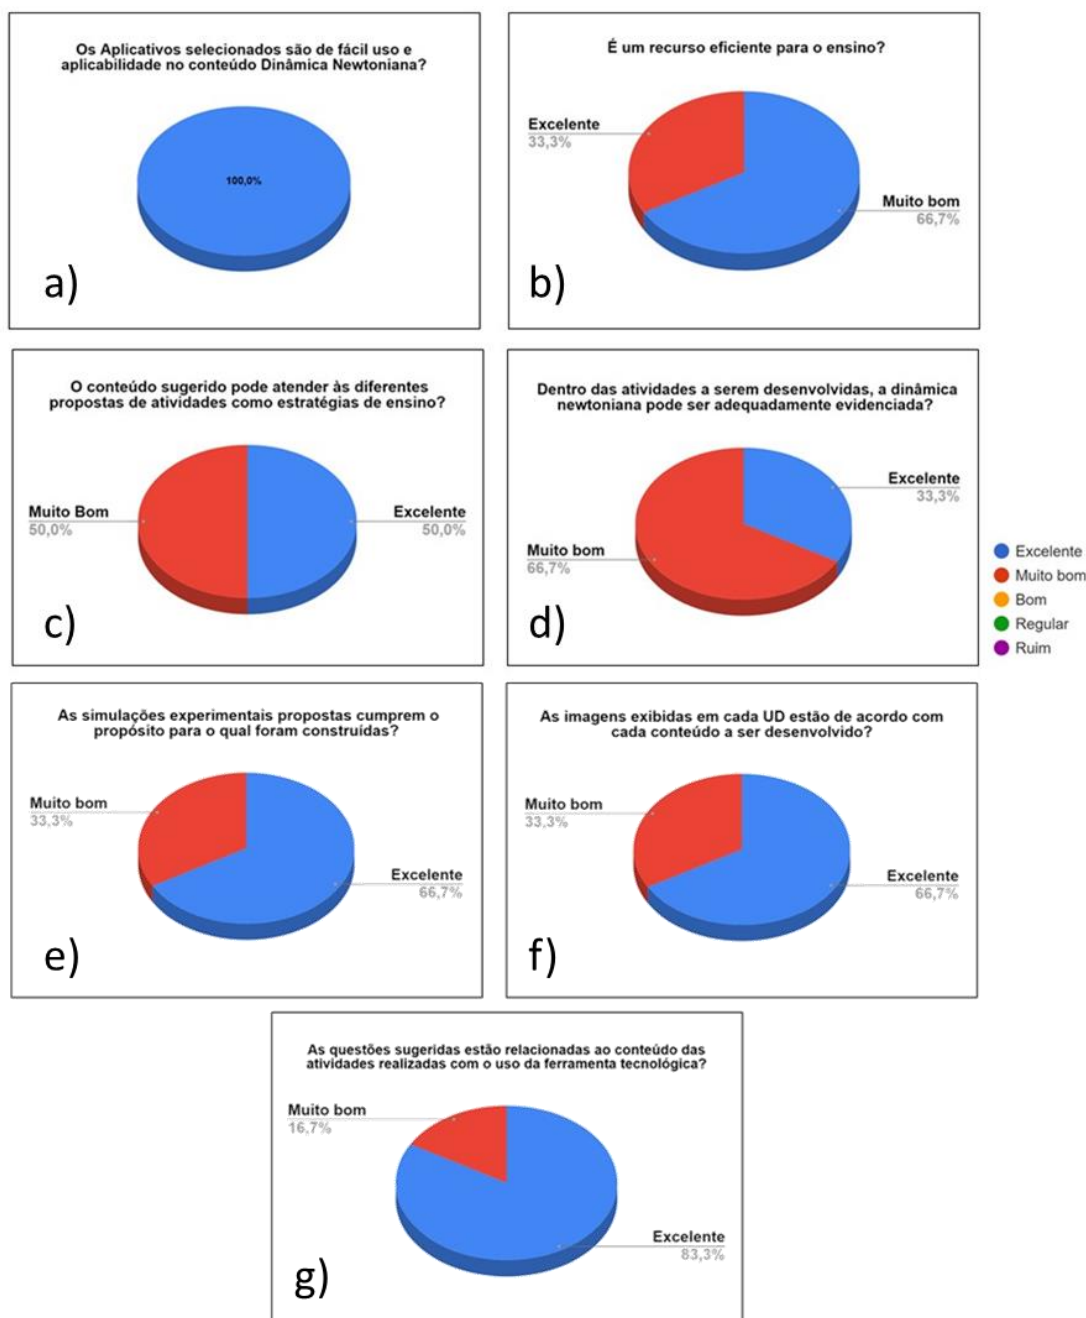 Os Aplicativos selecionados são de fácil uso e
aplicabilidade no conteúdo Dinâmica Newtoniana?
100,0%
a)
É um recurso eficiente para o ensino?
Excelente
33,3%
Muito bom
66,7%
b)
O conteúdo sugerido pode atender às diferentes
propostas de atividades como estratégias de ensino?
Muito Bom
50,0%
Excelente
50,0%
c)
Dentro das atividades a serem desenvolvidas, a dinâmica
newtoniana pode ser adequadamente evidenciada?
Excelente
33,3%
Muito bom
66,7%
d)
Excelente
Muito bom
Bom
Regular
Ruim
As simulações experimentais propostas cumprem o
propósito para o qual foram construídas?
Muito bom
33,3%
Excelente
66,7%
e)
As imagens exibidas em cada UD estão de acordo com
cada conteúdo a ser desenvolvido?
Muito bom
33,3%
Excelente
66,7%
f)
As questões sugeridas estão relacionadas ao conteúdo das
atividades realizadas com o uso da ferramenta tecnológica?
Muito bom
16,7%
Excelente
83,3%
g)